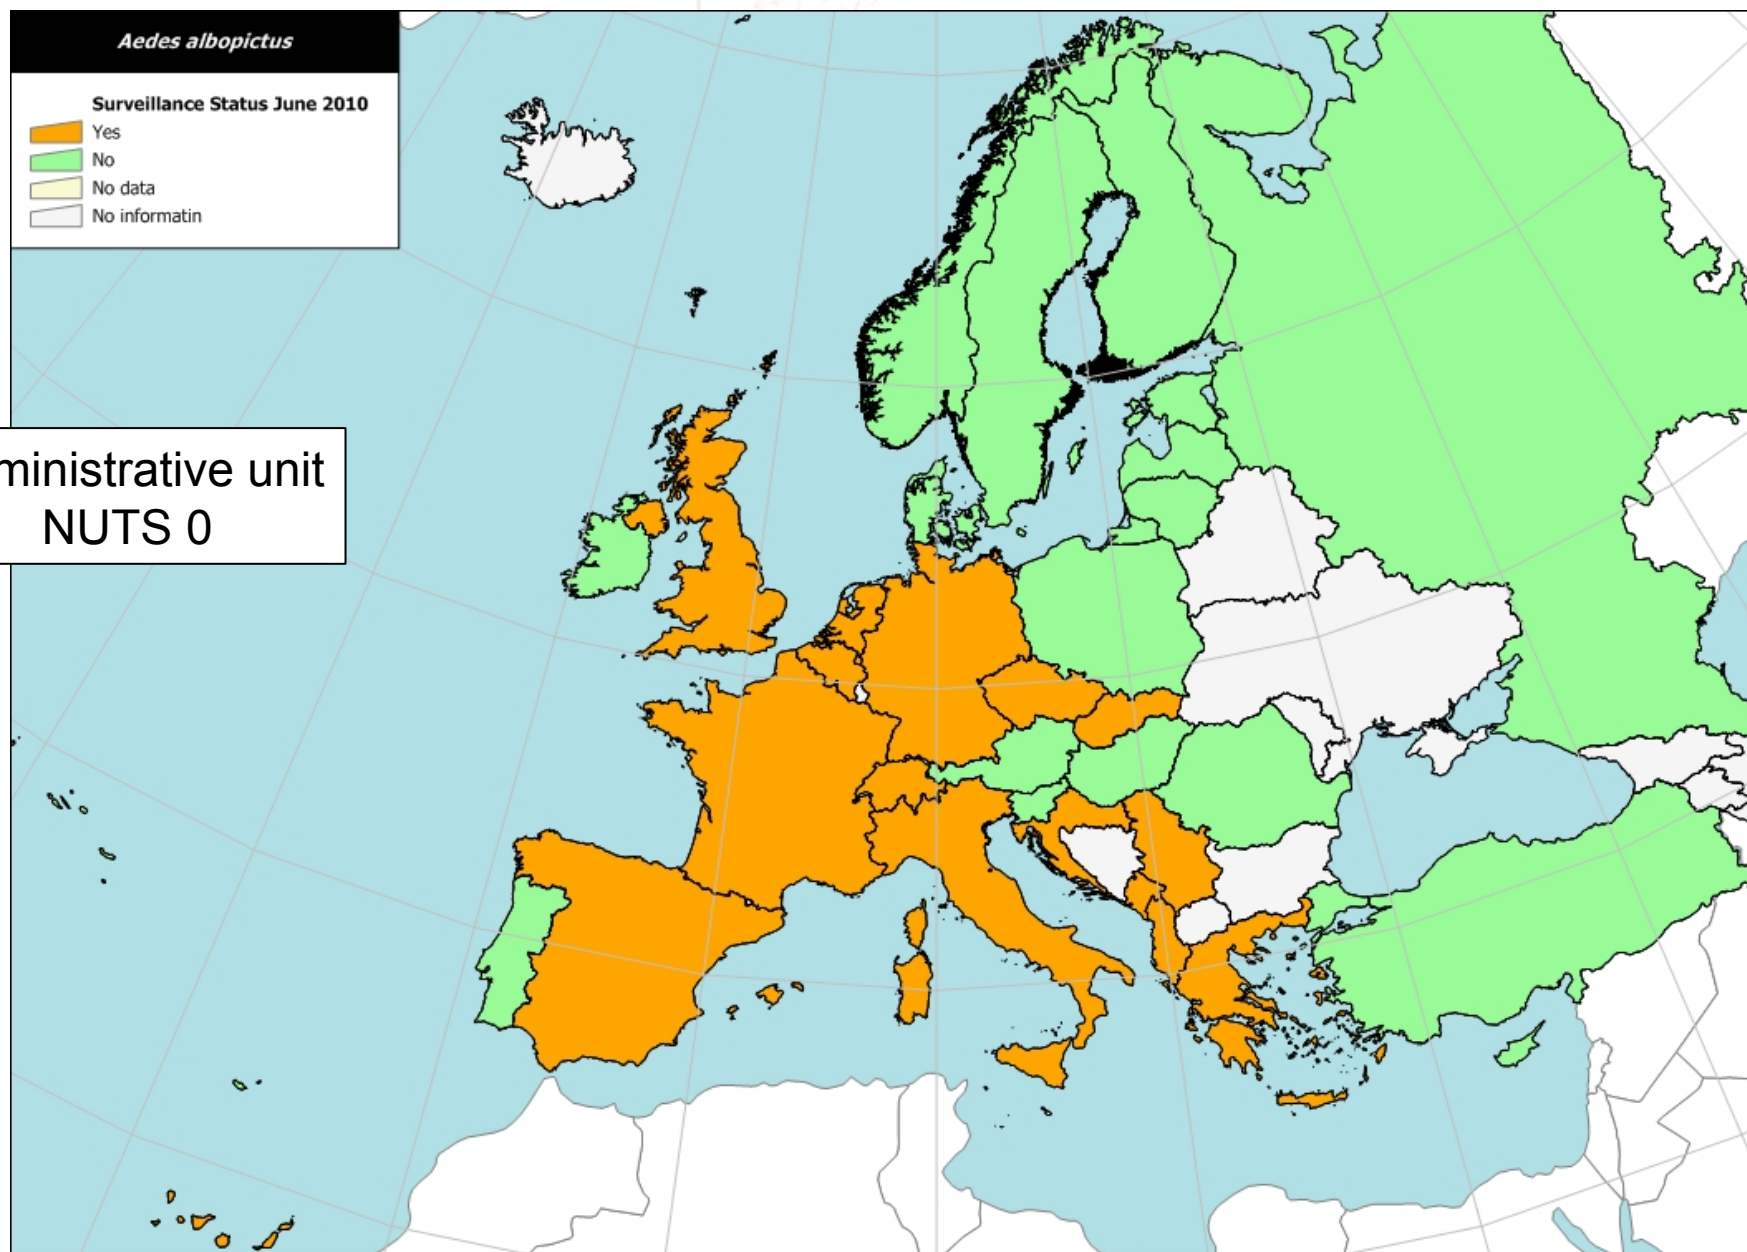 Aedes albopictus
Surveillance Status June 2010
Yes
No
No data
No informatin
ministrative unit
NUTS 0